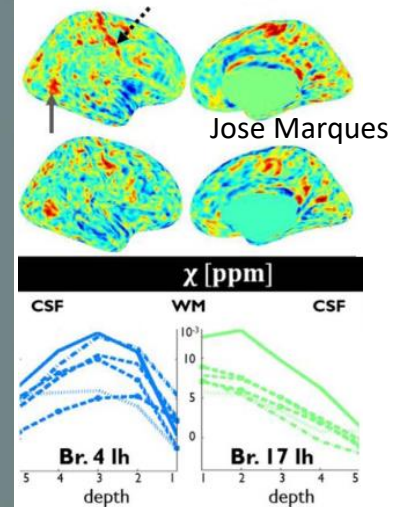 Jose Marques
χ [ppm]
CSF WM CSF
10⁻³
10
5
0
Br. 4 lh Br. 17 lh
5 4 3 2 1 1 2 3 4 5
depth depth